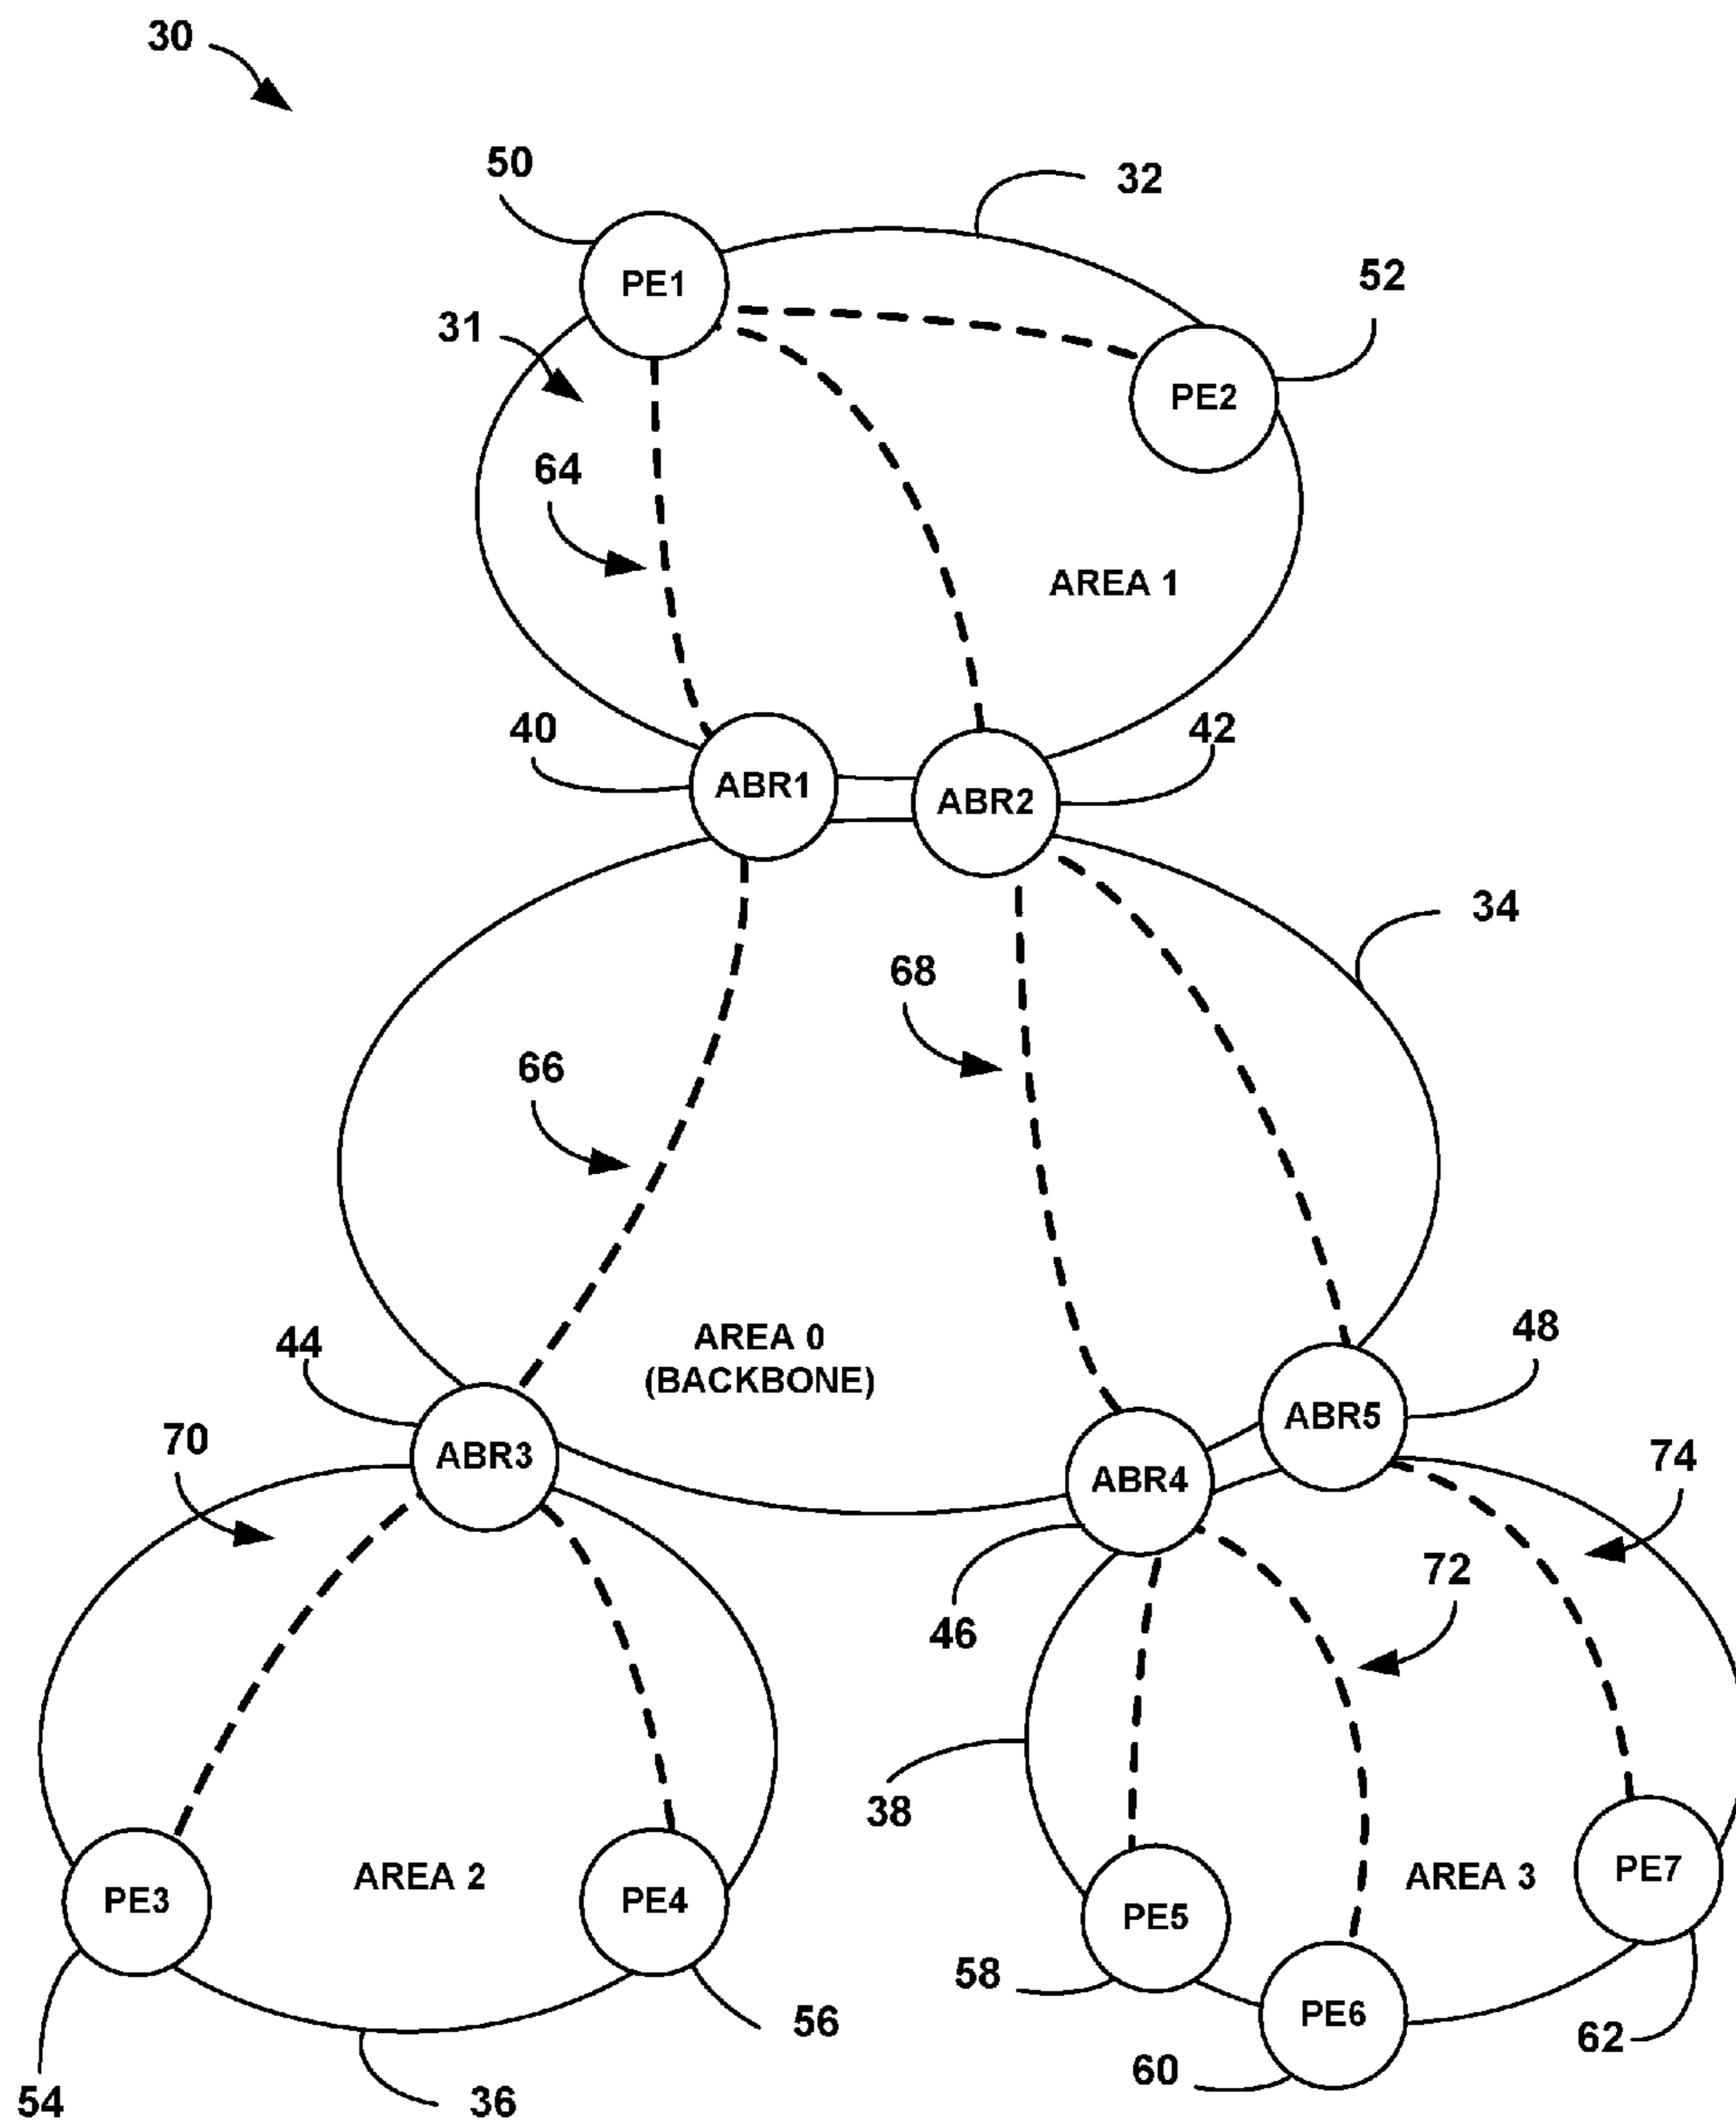 30
50
32
PE1
52
31
PE2
64
AREA 1
40
42
ABR1
ABR2
34
68
66
AREA 0
(BACKBONE)
44
48
ABR5
70
ABR3
74
ABR4
72
46
38
PE7
AREA 2
AREA 3
PE3
PE4
PE5
58
PE6
56
62
60
54
36